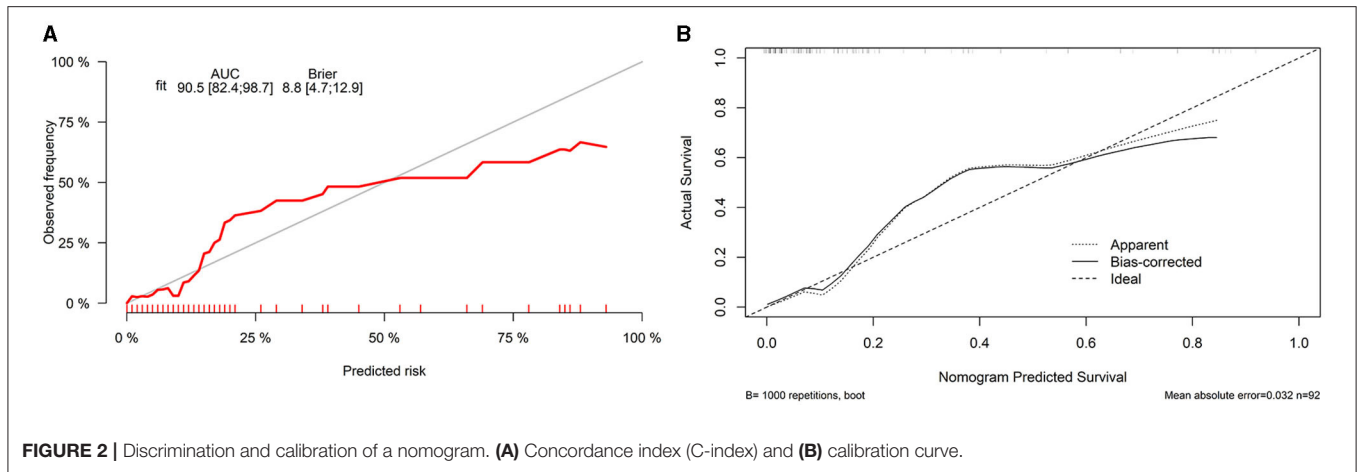 A
100 %
75 %
50 %
25 %
0 %
Observed frequency
AUC Brier
fit 90.5 [82.4;98.7] 8.8 [4.7;12.9]
0 % 25 % 50 % 75 % 100 %
Predicted risk
B
1.0
0.8
0.6
0.4
0.2
0.0
Actual Survival
Apparent
Bias-corrected
Ideal
0.0 0.2 0.4 0.6 0.8 1.0
Nomogram Predicted Survival
B= 1000 repetitions, boot Mean absolute error=0.032 n=92
FIGURE 2 | Discrimination and calibration of a nomogram. (A) Concordance index (C-index) and (B) calibration curve.